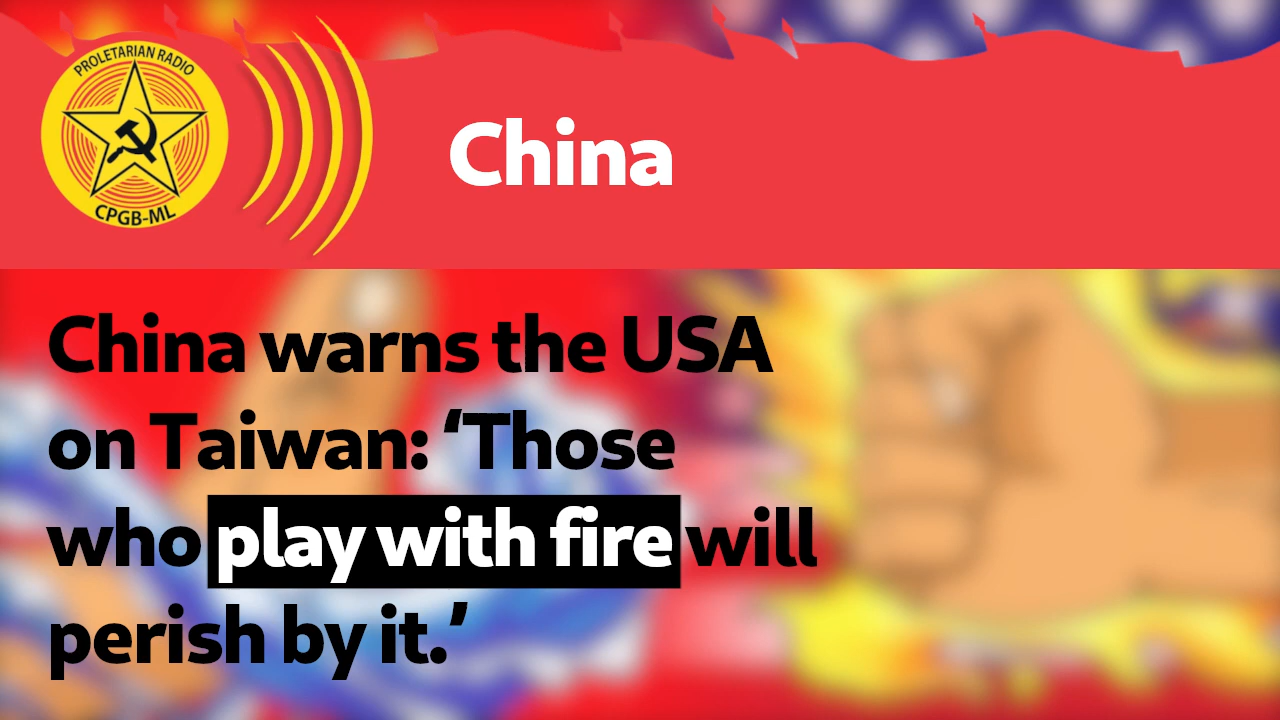 PROLETARIAN RADIO
CPGB-ML
China
China warns the USA
on Taiwan: ‘Those
who play with fire will
perish by it.’